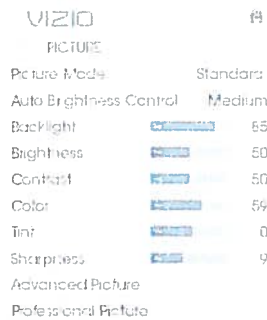 VIZIO
PICTURE
Picture Mode Standard
Auto Brightness Control Medium
Backlight 85
Brightness 50
Contrast 50
Color 59
Tint 0
Sharpness 9
Advanced Picture
Professional Picture